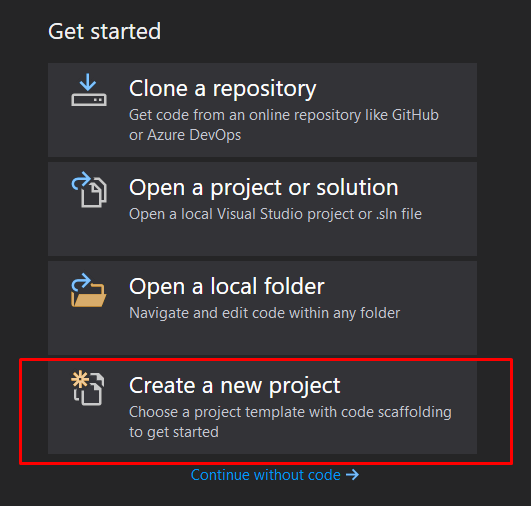 Get started
Clone a repository
Get code from an online repository like GitHub
or Azure DevOps
Open a project or solution
Open a local Visual Studio project or .sln file
Open a local folder
Navigate and edit code within any folder
Create a new project
Choose a project template with code scaffolding
to get started
Continue without code →